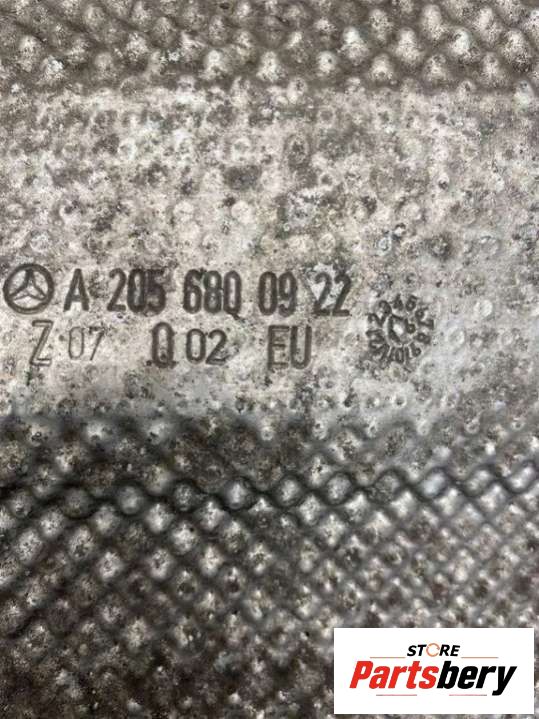 A 205 680 09 22
Z 07 Q 02 EU
STORE
Partsbery